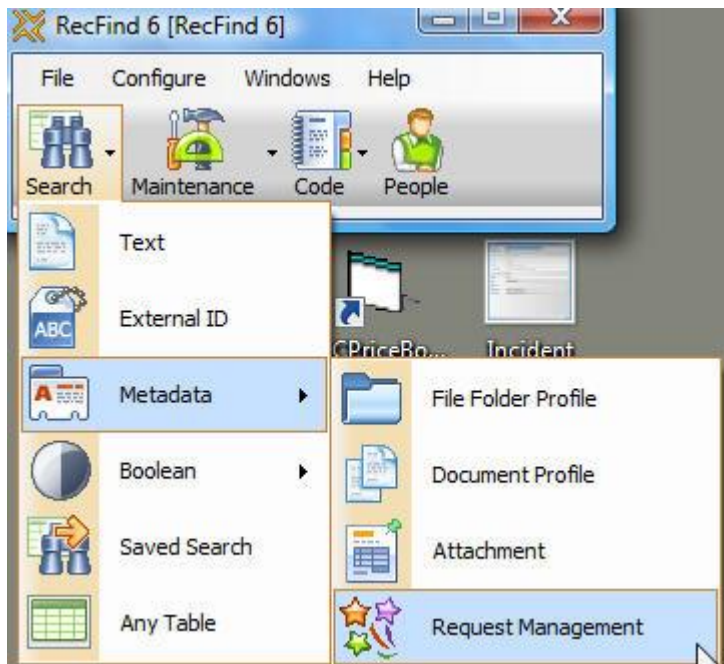 RecFind 6 [RecFind 6]
File Configure Windows Help
Search Maintenance Code People
Text
ABC
External ID
CPriceBo... Incident
A
Metadata
File Folder Profile
Boolean
Document Profile
Saved Search
Attachment
Any Table
Request Management